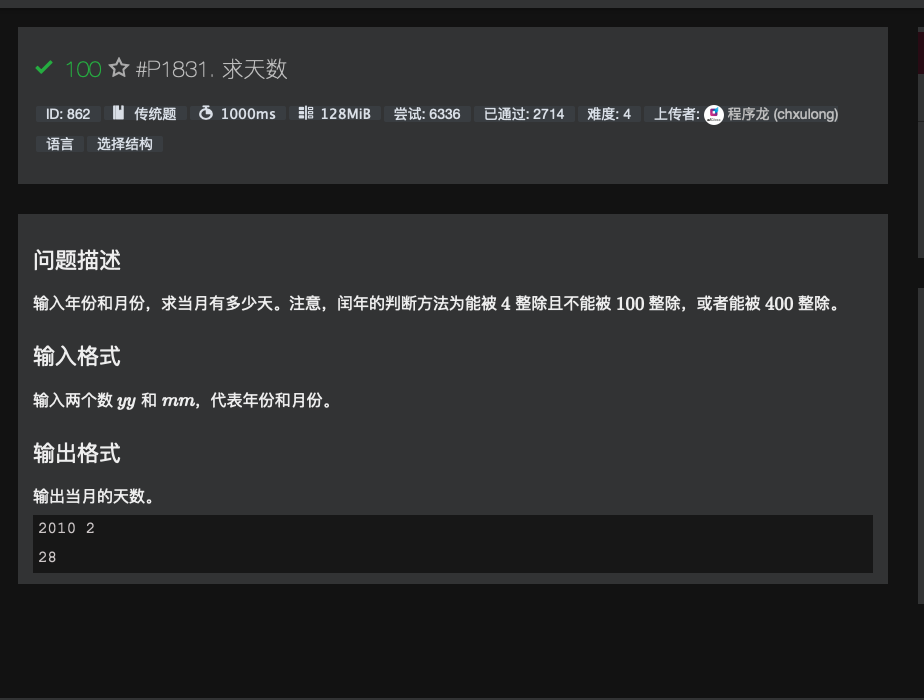 ✓ 100 ☆ #P1831. 求天数
ID: 862 传统题 1000ms 128MiB 尝试: 6336 已通过: 2714 难度: 4 上传者: 程序龙 (chxulong)
语言 选择结构
问题描述
输入年份和月份，求当月有多少天。注意，闰年的判断方法为能被 4 整除且不能被 100 整除，或者能被 400 整除。
输入格式
输入两个数 yy 和 mm，代表年份和月份。
输出格式
输出当月的天数。
2010 2
28